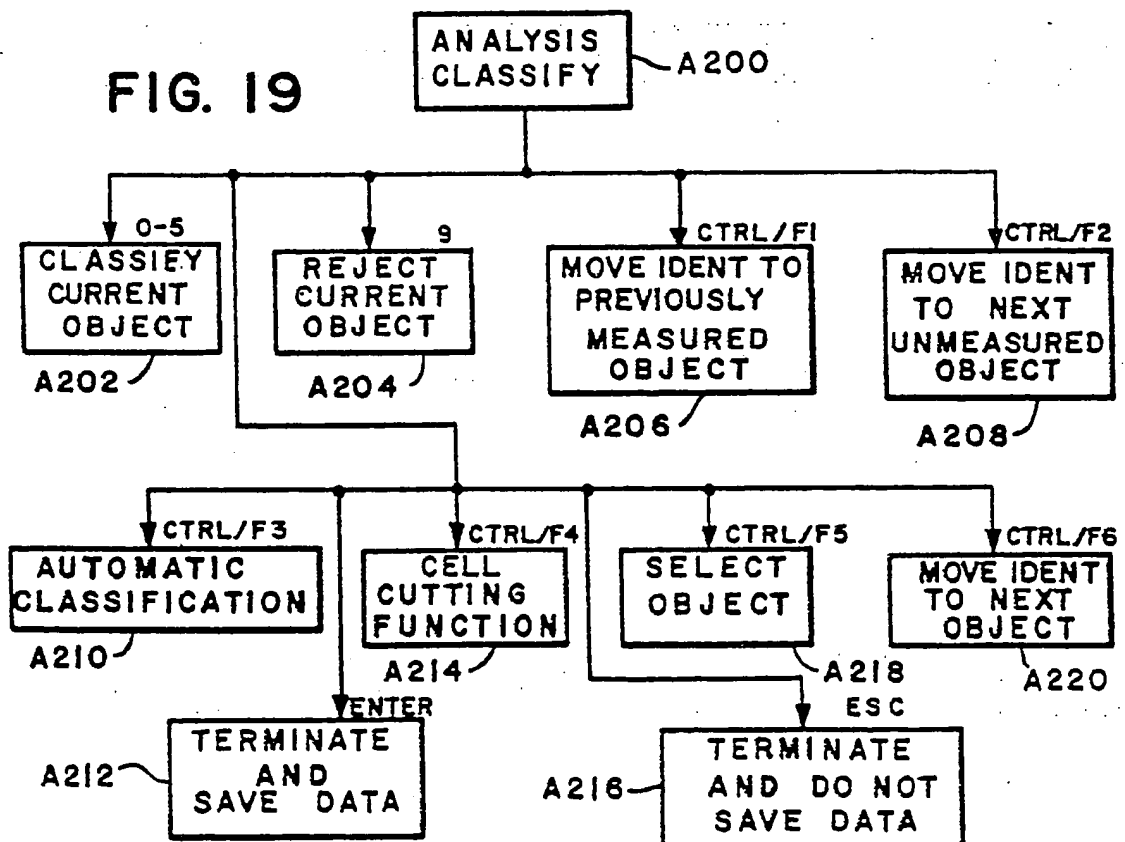 FIG. 19
ANALYSIS
CLASSIFY
A200
0-5
CLASSIFY
CURRENT
OBJECT
A202
9
REJECT
CURRENT
OBJECT
A204
CTRL/F1
MOVE IDENT TO
PREVIOUSLY
MEASURED
OBJECT
A206
CTRL/F2
MOVE IDENT
TO NEXT
UNMEASURED
OBJECT
A208
CTRL/F3
AUTOMATIC
CLASSIFICATION
A210
CTRL/F4
CELL
CUTTING
FUNCTION
A214
CTRL/F5
SELECT
OBJECT
A218
CTRL/F6
MOVE IDENT
TO NEXT
OBJECT
A220
ENTER
TERMINATE
AND
SAVE DATA
A212
ESC
TERMINATE
AND DO NOT
SAVE DATA
A216